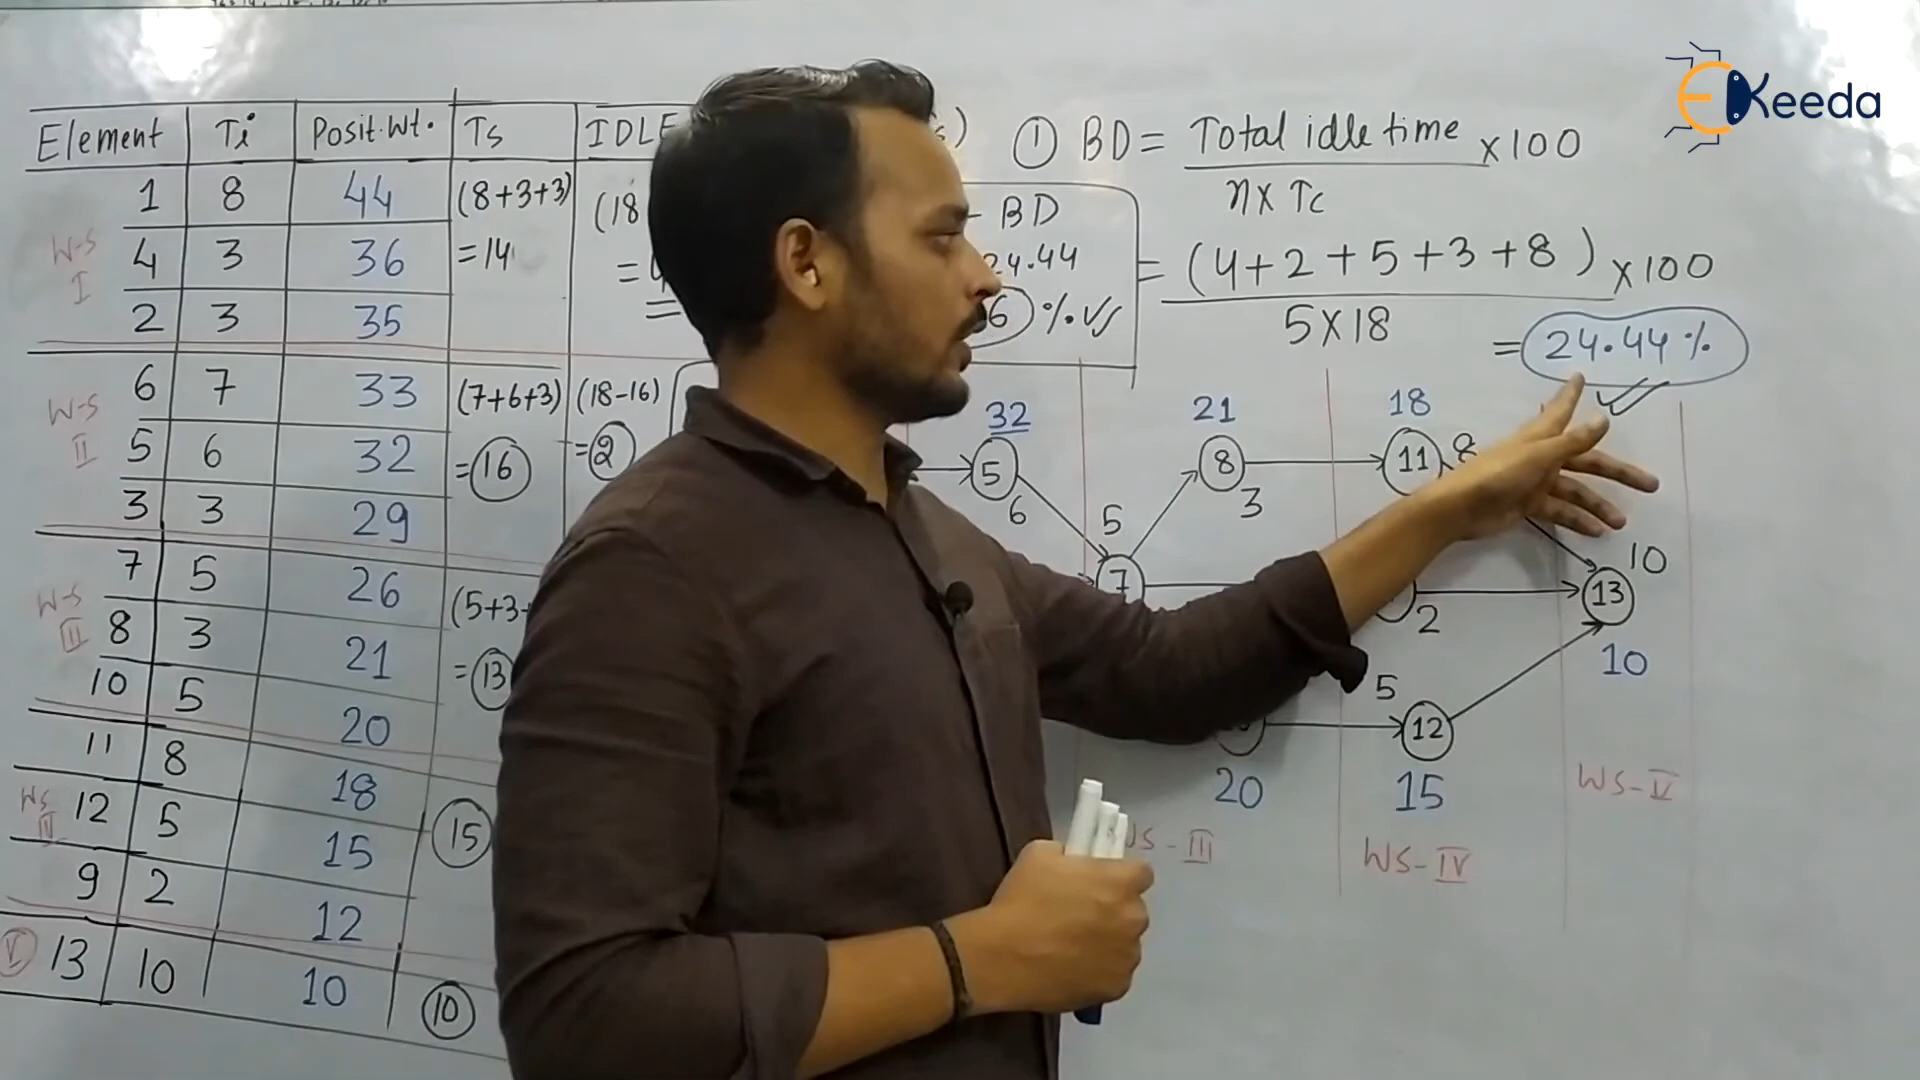 Keeda
Element Ti Posit.Wt. Ts IDLE s)
W-S I
1 8 44 (8+3+3) (18
4 3 36 =14 =
2 3 35
W-S II
6 7 33 (7+6+3) (18-16)
5 6 32 =16 =2
3 3 29
W-S III
7 5 26 (5+3+
8 3 21 =13
10 5 20
WS IV
11 8 18
12 5 15 15
9 2 12
V 13 10 10 10
① BD = Total idle time ×100
n× Tc
= (4+2+5+3+8) ×100
5×18
= 24.44%
- BD
24.44
6 %
32
5
6
5
7
21
8
3
18
11 8
2
10
13
10
5
12
15
20
WS-III
WS-IV
WS-V